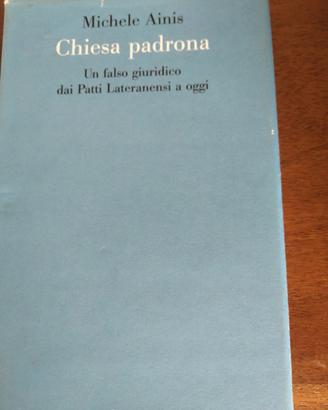 Michele Ainis
Chiesa padrona
Un falso giuridico
dai Patti Lateranensi a oggi